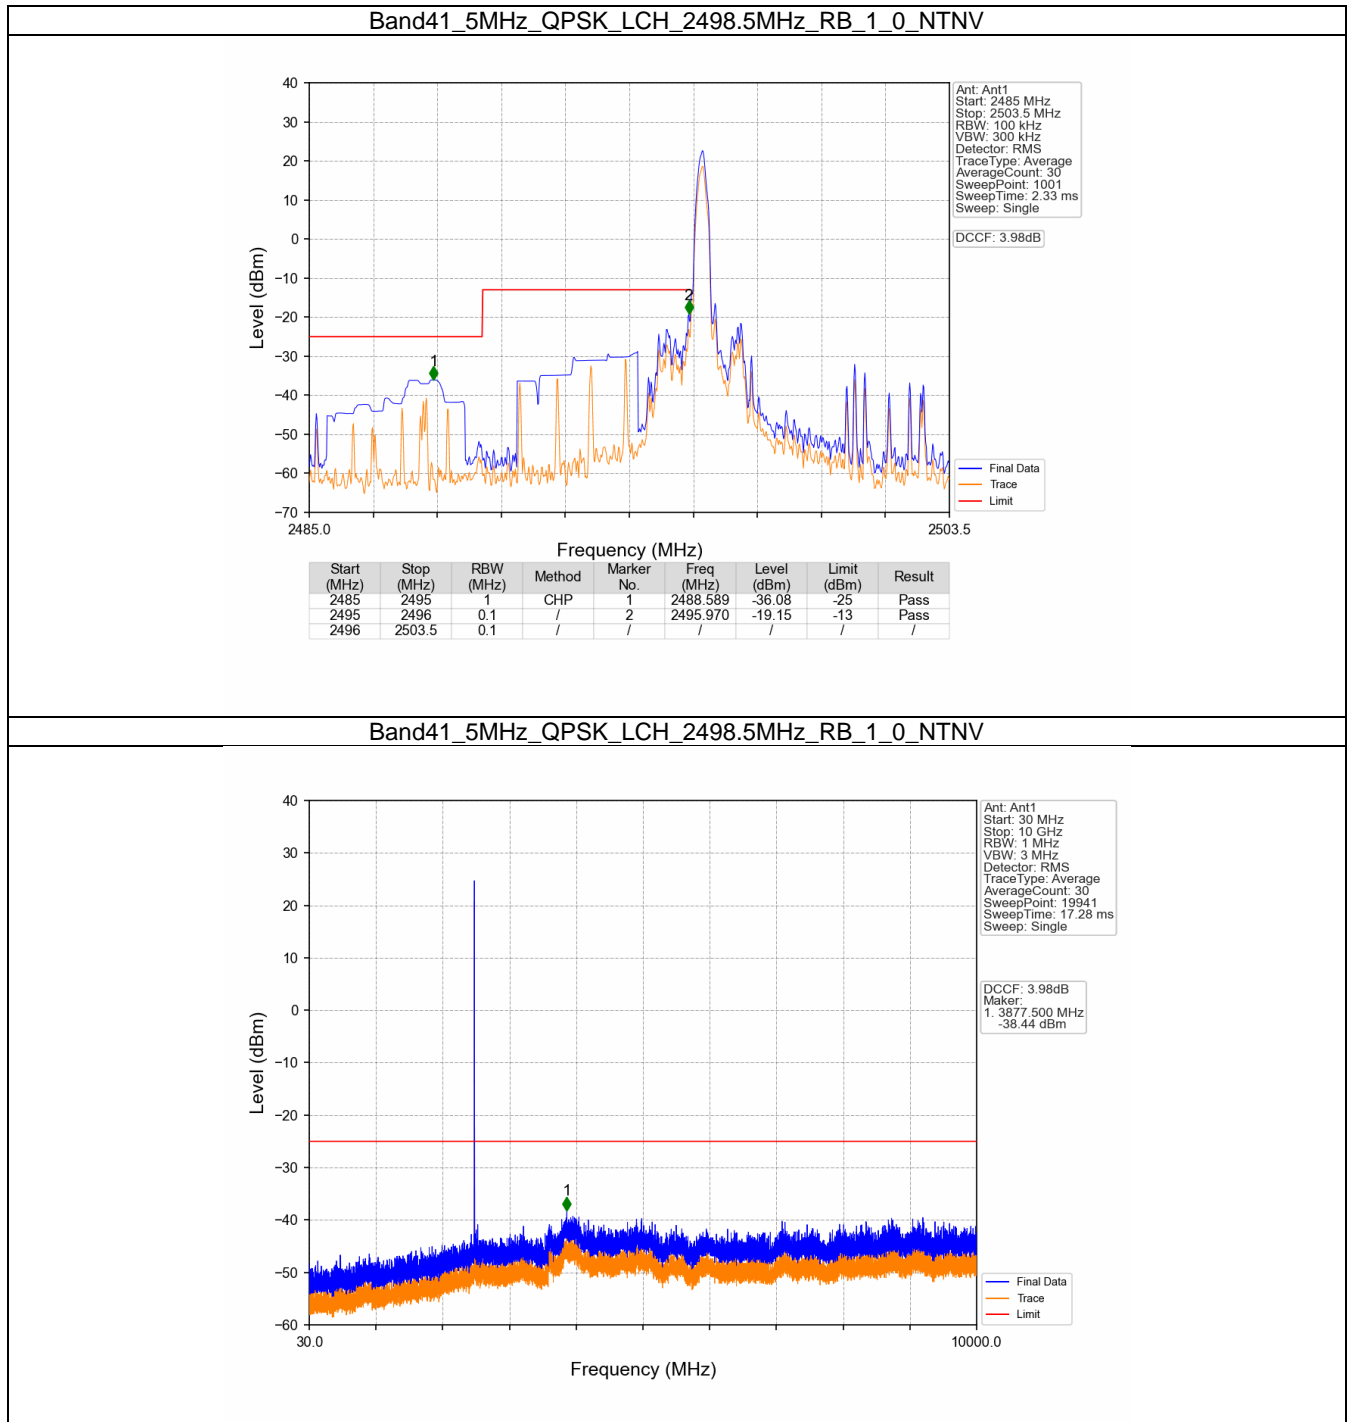 Band41_5MHz_QPSK_LCH_2498.5MHz_RB_1_0_NTNV
40
30
20
10
0
−10
−20
−30
−40
−50
−60
−70
Level (dBm)
1
2
2485.0
2503.5
Frequency (MHz)
Ant: Ant1
Start: 2485 MHz
Stop: 2503.5 MHz
RBW: 100 kHz
VBW: 300 kHz
Detector: RMS
TraceType: Average
AverageCount: 30
SweepPoint: 1001
SweepTime: 2.33 ms
Sweep: Single
DCCF: 3.98dB
Final Data
Trace
Limit
Start (MHz) Stop (MHz) RBW (MHz) Method Marker No. Freq (MHz) Level (dBm) Limit (dBm) Result
2485 2495 1 CHP 1 2488.589 -36.08 -25 Pass
2495 2496 0.1 / 2 2495.970 -19.15 -13 Pass
2496 2503.5 0.1 / / / / / /
Band41_5MHz_QPSK_LCH_2498.5MHz_RB_1_0_NTNV
40
30
20
10
0
−10
−20
−30
−40
−50
−60
Level (dBm)
1
30.0
10000.0
Frequency (MHz)
Ant: Ant1
Start: 30 MHz
Stop: 10 GHz
RBW: 1 MHz
VBW: 3 MHz
Detector: RMS
TraceType: Average
AverageCount: 30
SweepPoint: 19941
SweepTime: 17.28 ms
Sweep: Single
DCCF: 3.98dB
Maker:
1. 3877.500 MHz
-38.44 dBm
Final Data
Trace
Limit